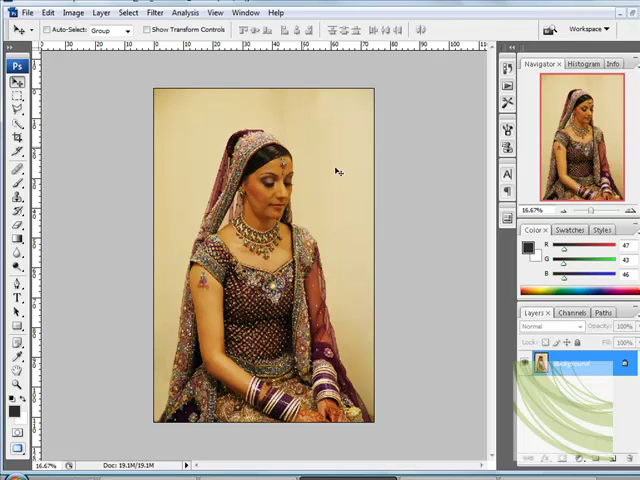 File Edit Image Layer Select Filter Analysis View Window Help
Auto-Select: Group Show Transform Controls Workspace
Ps
Navigator Histogram Info
16.67%
Color Swatches Styles
R 47
G 43
B 46
Layers Channels Paths
Normal Opacity: 100%
Lock: Fill: 100%
Background
16.67% Doc: 19.1M/19.1M